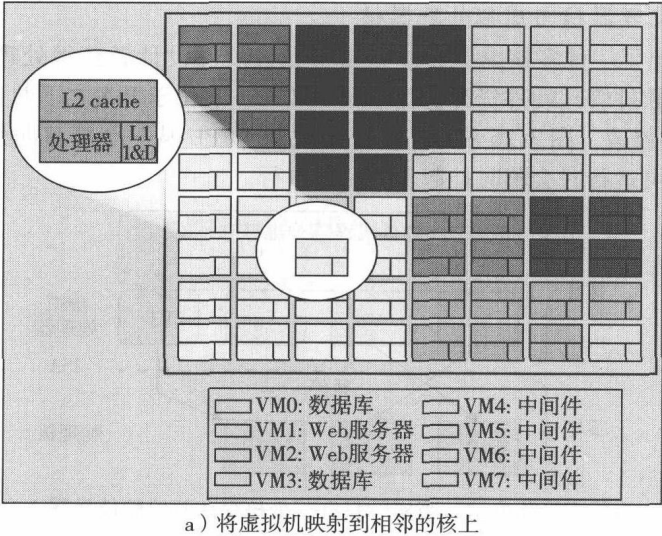 L2 cache
处理器
L1
1&D
VM0: 数据库
VM4: 中间件
VM1: Web服务器
VM5: 中间件
VM2: Web服务器
VM6: 中间件
VM3: 数据库
VM7: 中间件
a）将虚拟机映射到相邻的核上